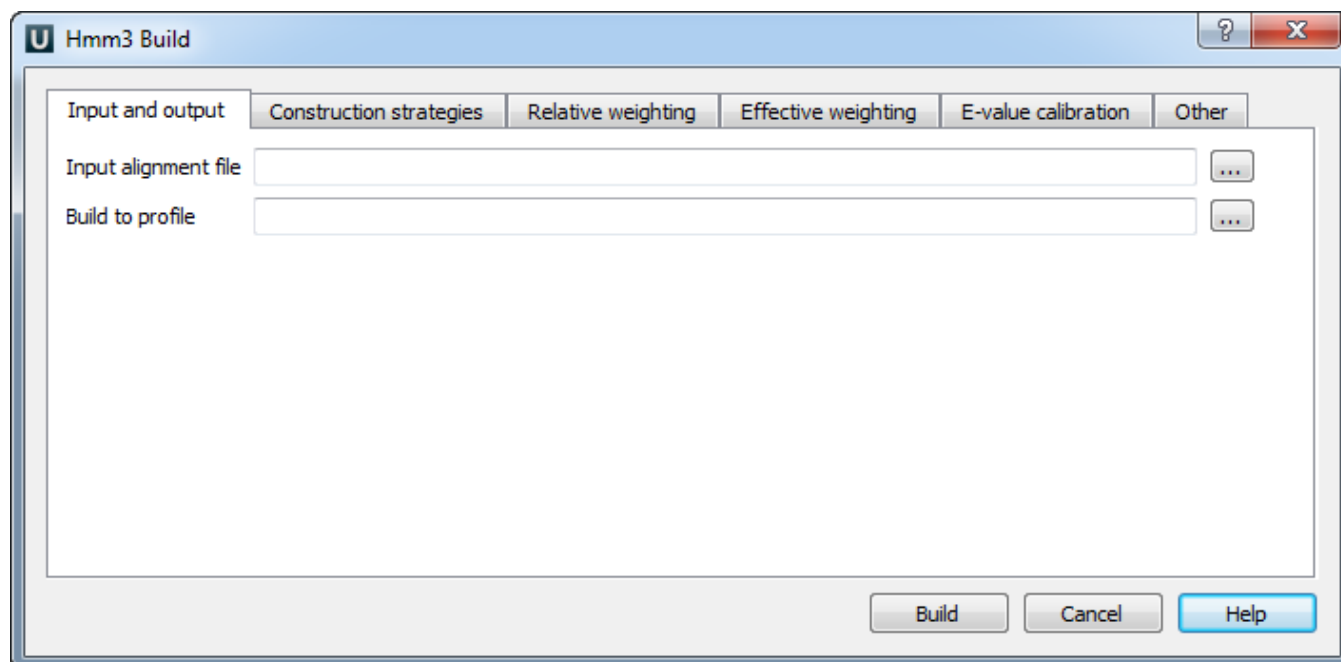 U Hmm3 Build ? X
Input and output Construction strategies Relative weighting Effective weighting E-value calibration Other
Input alignment file ...
Build to profile ...
Build Cancel Help